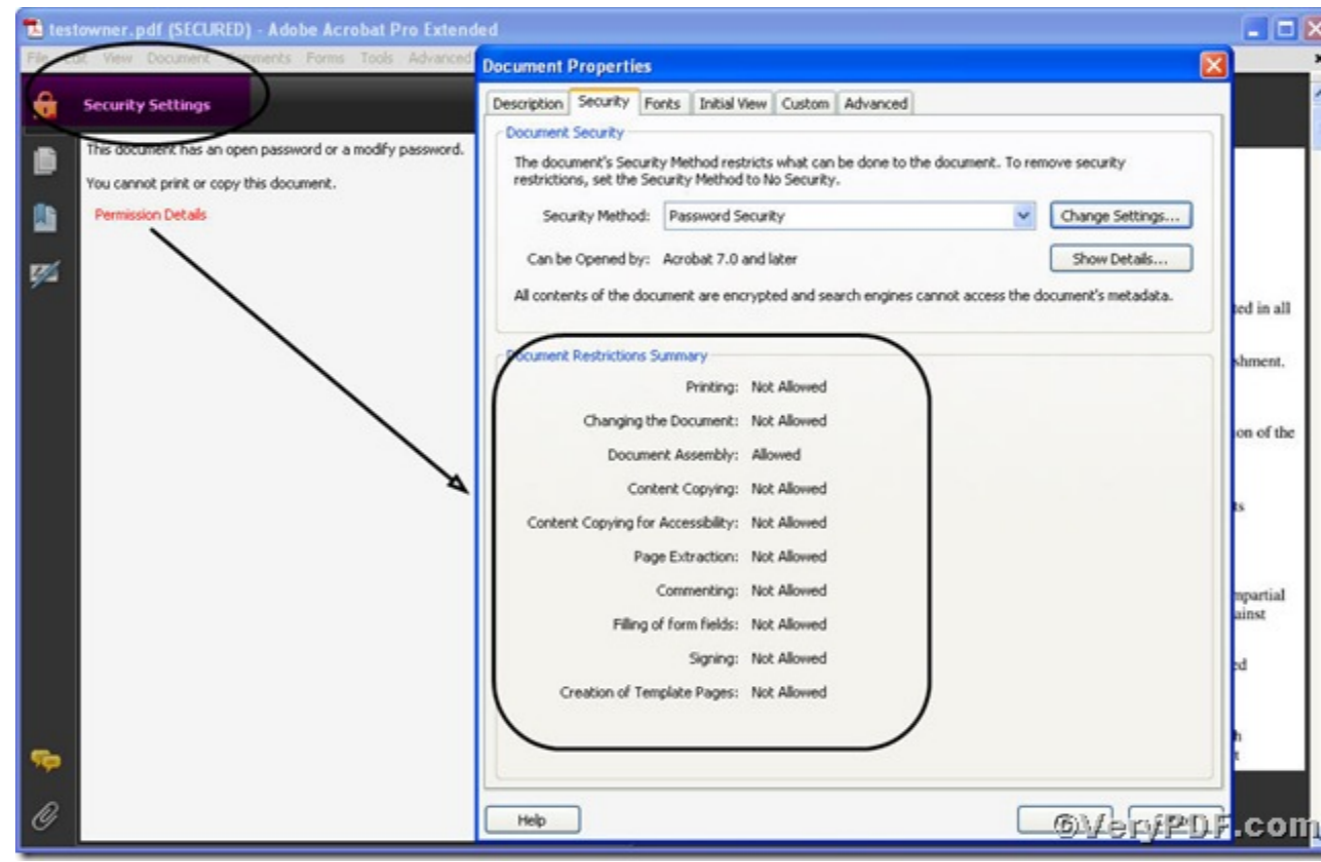 testowner.pdf (SECURED) - Adobe Acrobat Pro Extended
File Edit View Document Comments Forms Tools Advanced
Security Settings
This document has an open password or a modify password.
You cannot print or copy this document.
Permission Details
Document Properties
Description Security Fonts Initial View Custom Advanced
Document Security
The document's Security Method restricts what can be done to the document. To remove security
restrictions, set the Security Method to No Security.
Security Method: Password Security Change Settings...
Can be Opened by: Acrobat 7.0 and later Show Details...
All contents of the document are encrypted and search engines cannot access the document's metadata.
Document Restrictions Summary
Printing: Not Allowed
Changing the Document: Not Allowed
Document Assembly: Allowed
Content Copying: Not Allowed
Content Copying for Accessibility: Not Allowed
Page Extraction: Not Allowed
Commenting: Not Allowed
Filling of form fields: Not Allowed
Signing: Not Allowed
Creation of Template Pages: Not Allowed
Help
ted in all
shment.
on of the
ts
mpartial
ainst
ed
h
t
©VeryPDF.com